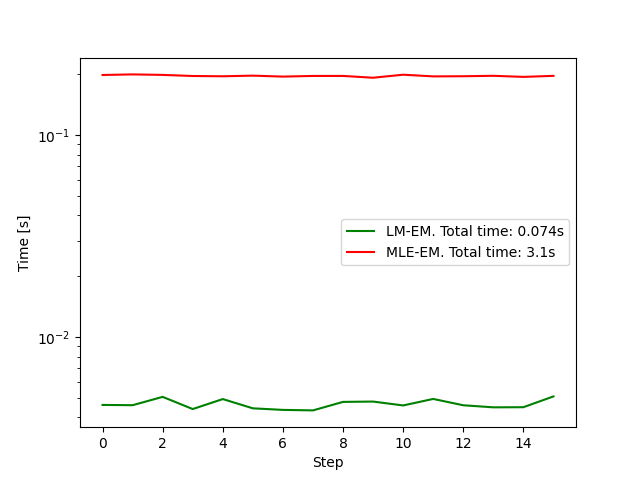 10⁻¹
10⁻²
Time [s]
LM-EM. Total time: 0.074s
MLE-EM. Total time: 3.1s
0 2 4 6 8 10 12 14
Step